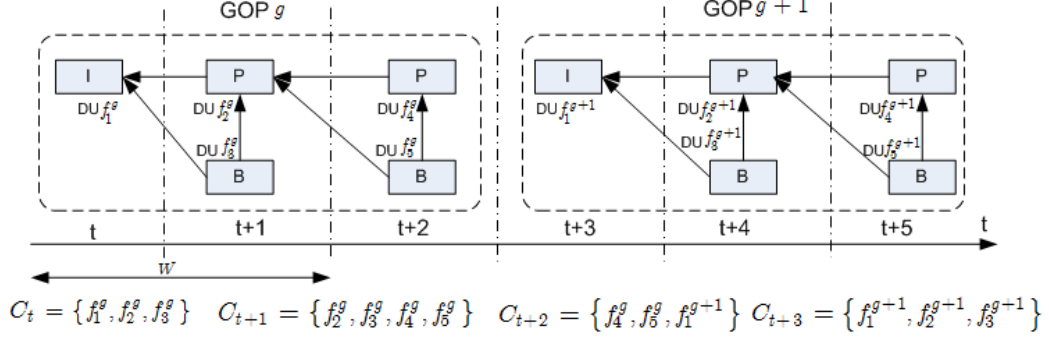 GOP g GOP g + 1
I P P I P P
DU f_1^g DU f_2^g DU f_4^g DU f_1^{g+1} DU f_2^{g+1} DU f_4^{g+1}
DU f_3^g DU f_5^g DU f_3^{g+1} DU f_5^{g+1}
B B B B
t t+1 t+2 t+3 t+4 t+5 t
W
C_t = {f_1^g, f_2^g, f_3^g} C_{t+1} = {f_2^g, f_3^g, f_4^g, f_5^g} C_{t+2} = {f_4^g, f_5^g, f_1^{g+1}} C_{t+3} = {f_1^{g+1}, f_2^{g+1}, f_3^{g+1}}